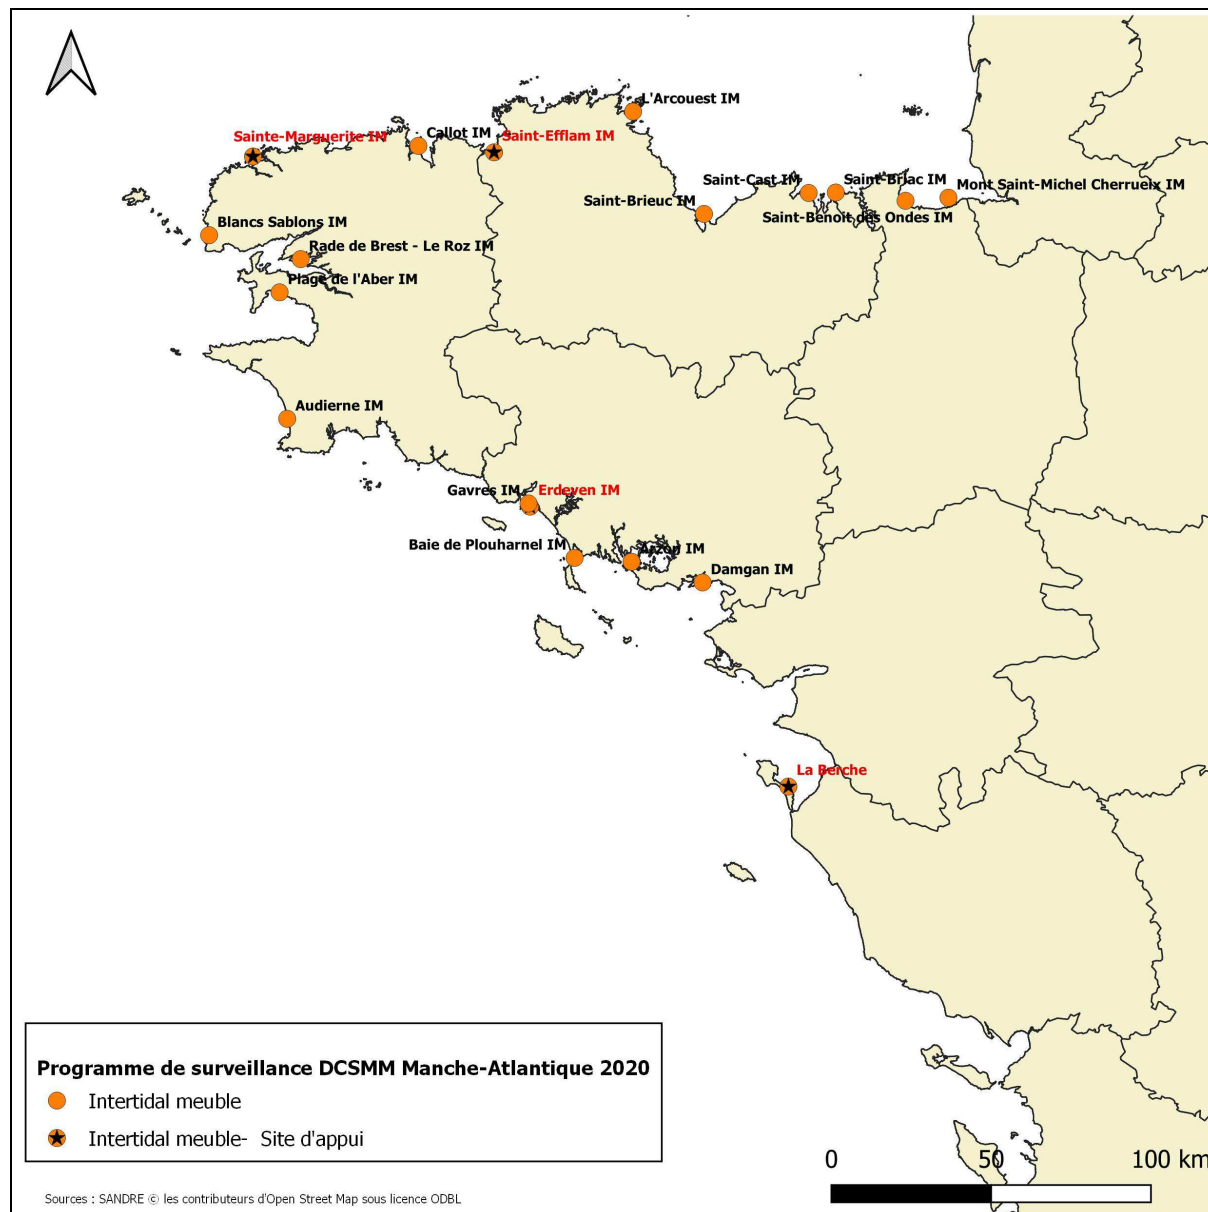 L'Arcouest IM
Sainte-Marguerite IM
Callot IM
Saint-Efflam IM
Saint-Cast IM
Saint-Briac IM
Mont Saint-Michel Cherrueix IM
Saint-Brieuc IM
Saint-Benoit des Ondes IM
Blancs Sablons IM
Rade de Brest - Le Roz IM
Plage de l'Aber IM
Audierne IM
Gavres IM
Erdeven IM
Baie de Plouharnel IM
Arzon IM
Damgan IM
La Berche
Programme de surveillance DCSMM Manche-Atlantique 2020
Intertidal meuble
Intertidal meuble- Site d'appui
0 50 100 km
Sources : SANDRE © les contributeurs d'Open Street Map sous licence ODBL